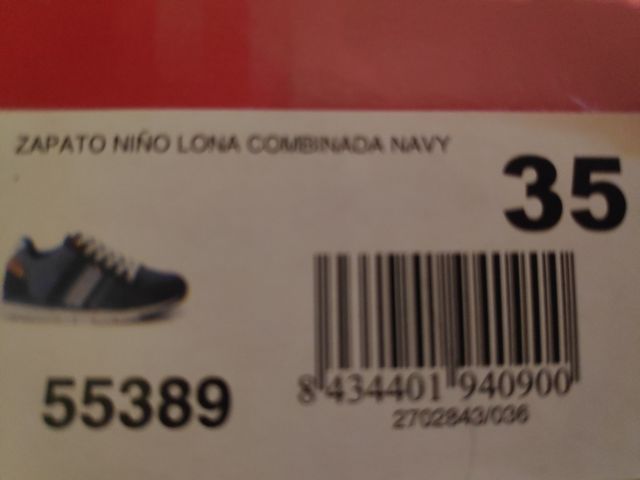 ZAPATO NIÑO LONA COMBINADA NAVY
35
55389
8 434401 940900
2702843/036